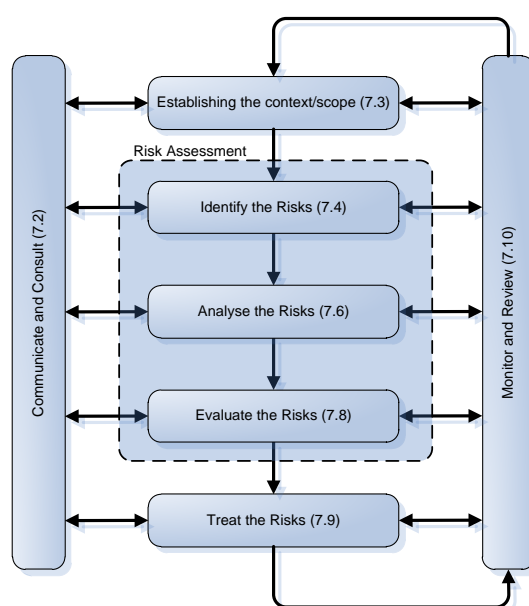 Establishing the context/scope (7.3)
Risk Assessment
Identify the Risks (7.4)
Analyse the Risks (7.6)
Evaluate the Risks (7.8)
Treat the Risks (7.9)
Communicate and Consult (7.2)
Monitor and Review (7.10)